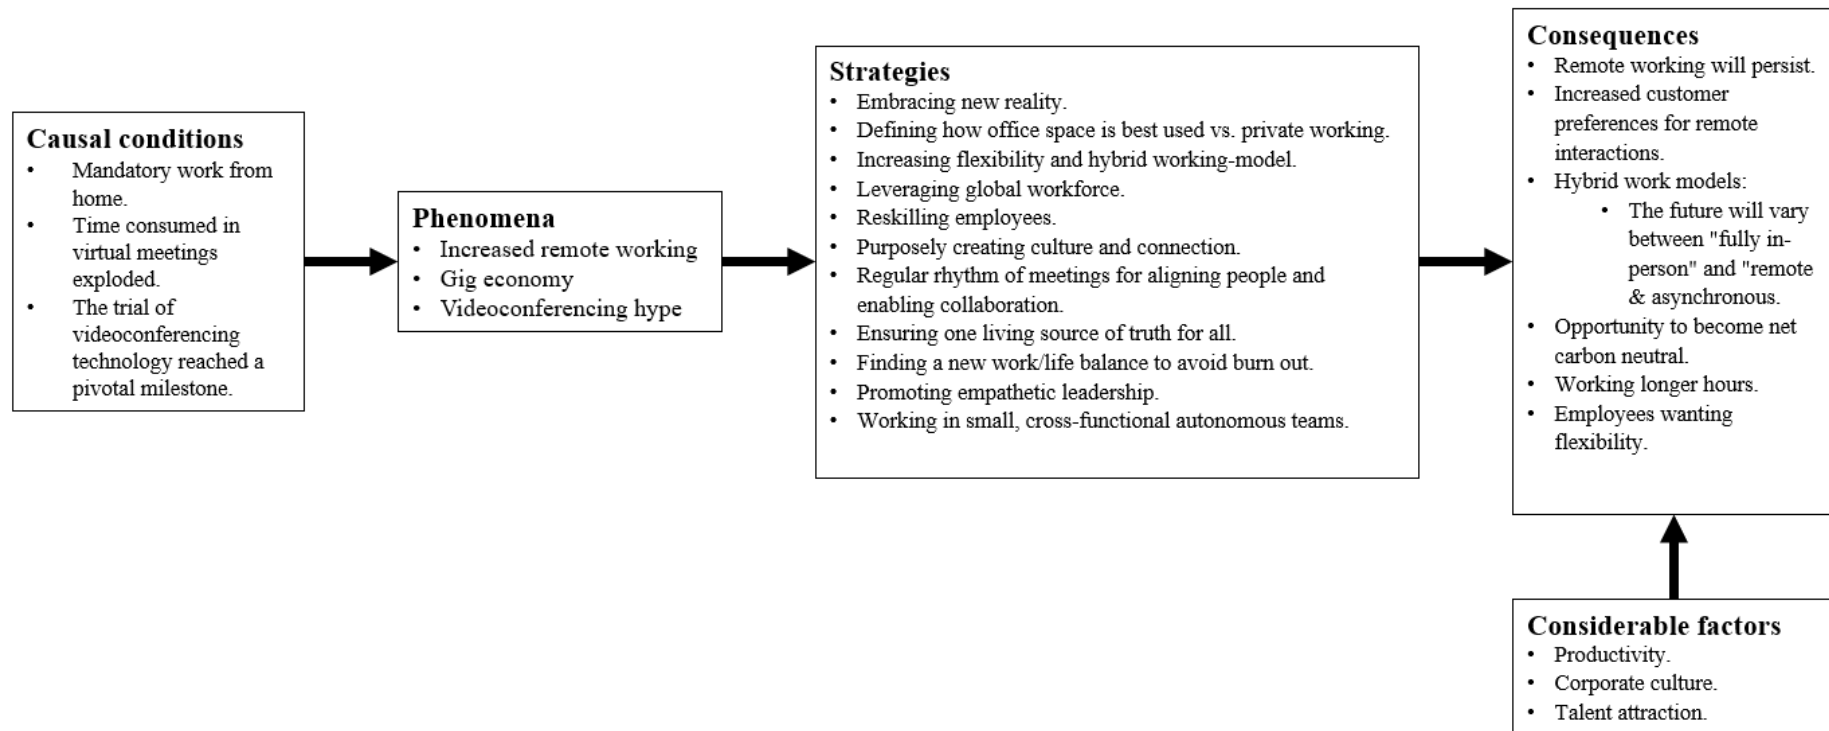 Causal conditions
• Mandatory work from
home.
• Time consumed in
virtual meetings
exploded.
• The trial of
videoconferencing
technology reached a
pivotal milestone.
Phenomena
• Increased remote working
• Gig economy
• Videoconferencing hype
Strategies
• Embracing new reality.
• Defining how office space is best used vs. private working.
• Increasing flexibility and hybrid working-model.
• Leveraging global workforce.
• Reskilling employees.
• Purposely creating culture and connection.
• Regular rhythm of meetings for aligning people and
enabling collaboration.
• Ensuring one living source of truth for all.
• Finding a new work/life balance to avoid burn out.
• Promoting empathetic leadership.
• Working in small, cross-functional autonomous teams.
Consequences
• Remote working will persist.
• Increased customer
preferences for remote
interactions.
• Hybrid work models:
• The future will vary
between "fully in-
person" and "remote
& asynchronous.
• Opportunity to become net
carbon neutral.
• Working longer hours.
• Employees wanting
flexibility.
Considerable factors
• Productivity.
• Corporate culture.
• Talent attraction.